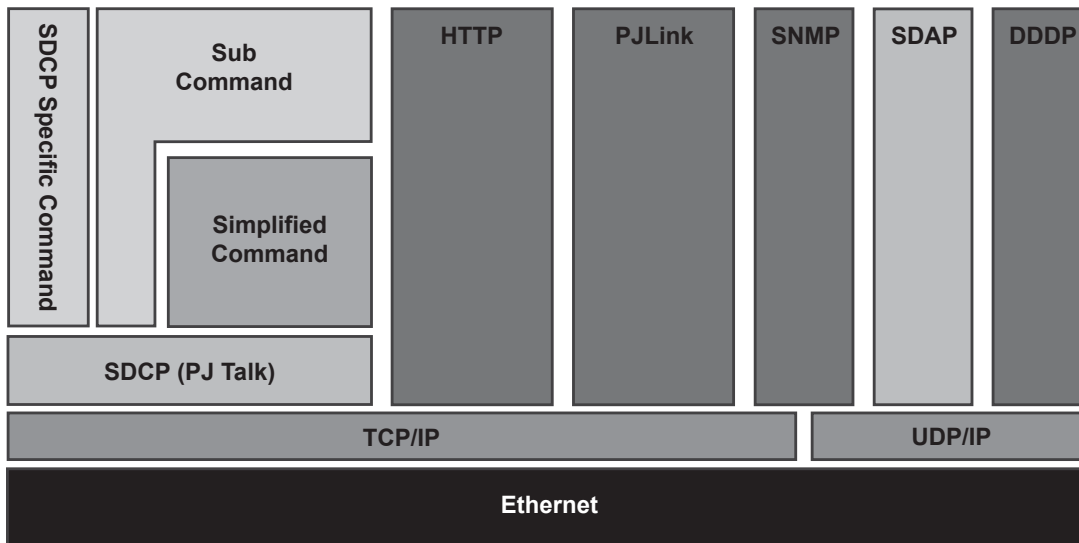 SDCP Specific Command
Sub
Command
Simplified
Command
SDCP (PJ Talk)
HTTP
PJLink
SNMP
SDAP
DDDP
TCP/IP
UDP/IP
Ethernet